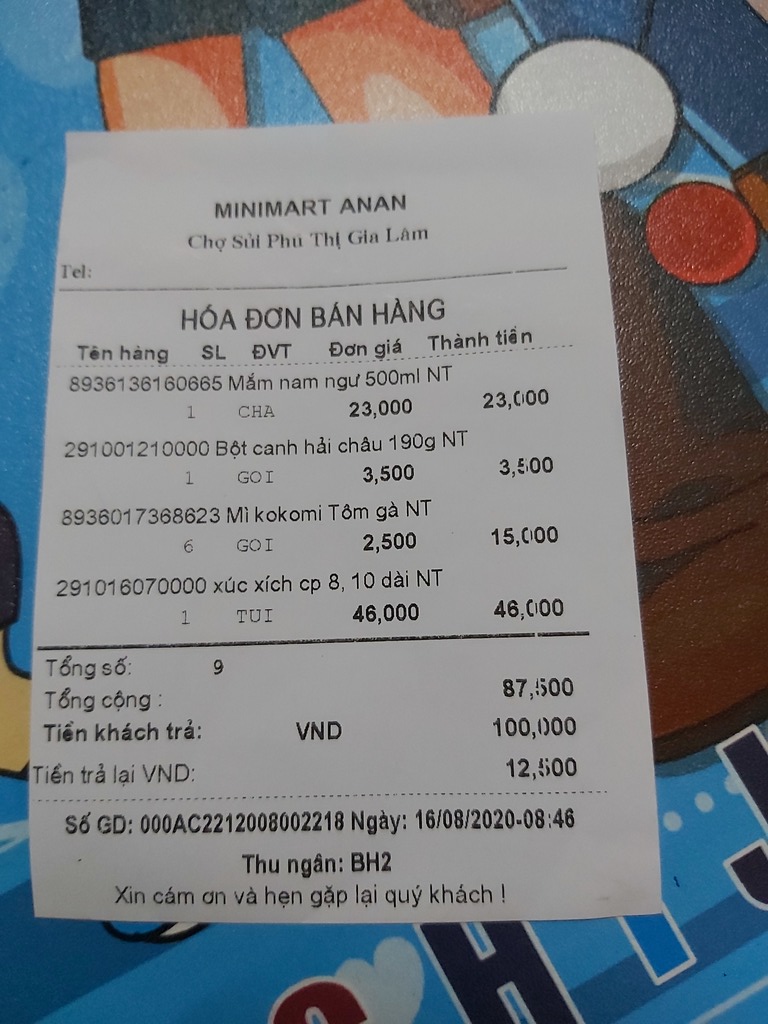 MINIMART ANAN
Chợ Sủi Phú Thị Gia Lâm
Tel:
HÓA ĐƠN BÁN HÀNG
Tên hàng SL ĐVT Đơn giá Thành tiền
8936136160665 Mắm nam ngư 500ml NT
1 CHA 23,000 23,000
291001210000 Bột canh hải châu 190g NT
1 GOI 3,500 3,500
8936017368623 Mì kokomi Tôm gà NT
6 GOI 2,500 15,000
291016070000 xúc xích cp 8, 10 dài NT
1 TUI 46,000 46,000
Tổng số: 9
Tổng cộng : 87,500
Tiền khách trả: VND 100,000
Tiền trả lại VND: 12,500
Số GD: 000AC2212008002218 Ngày: 16/08/2020-08:46
Thu ngân: BH2
Xin cám ơn và hẹn gặp lại quý khách !